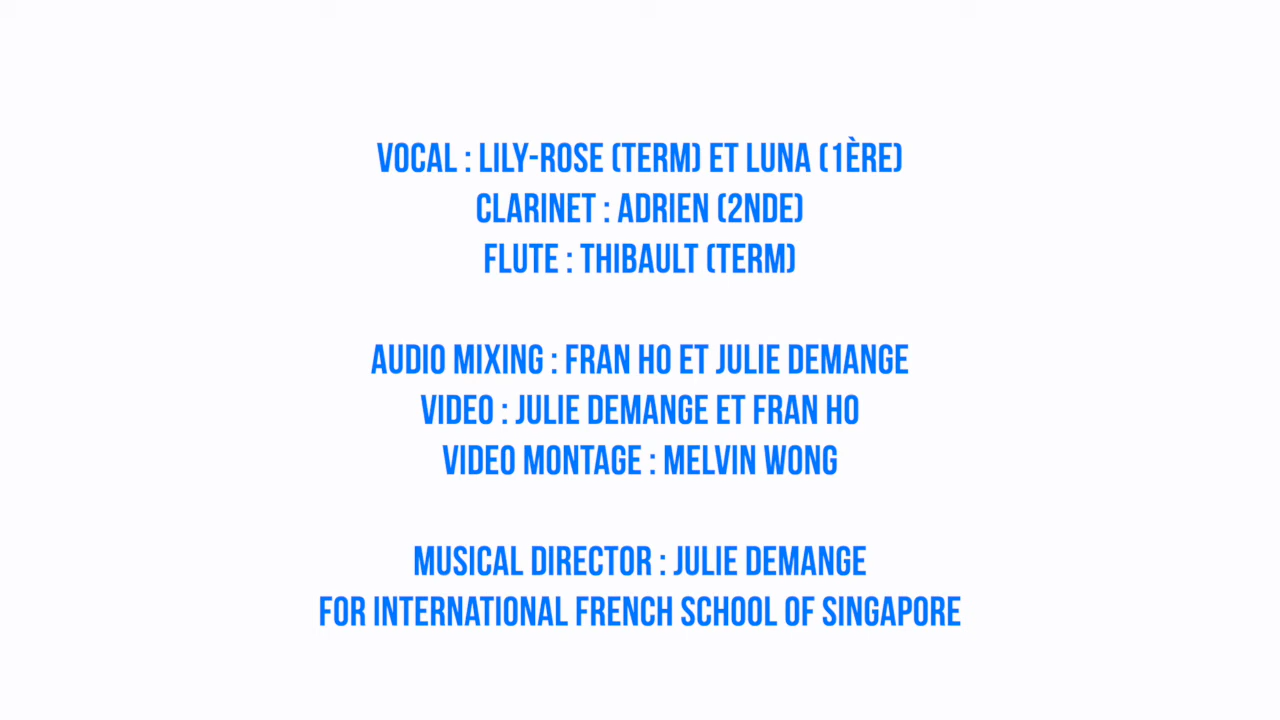 VOCAL : LILY-ROSE (TERM) ET LUNA (1ÈRE)
CLARINET : ADRIEN (2NDE)
FLUTE : THIBAULT (TERM)
AUDIO MIXING : FRAN HO ET JULIE DEMANGE
VIDEO : JULIE DEMANGE ET FRAN HO
VIDEO MONTAGE : MELVIN WONG
MUSICAL DIRECTOR : JULIE DEMANGE
FOR INTERNATIONAL FRENCH SCHOOL OF SINGAPORE